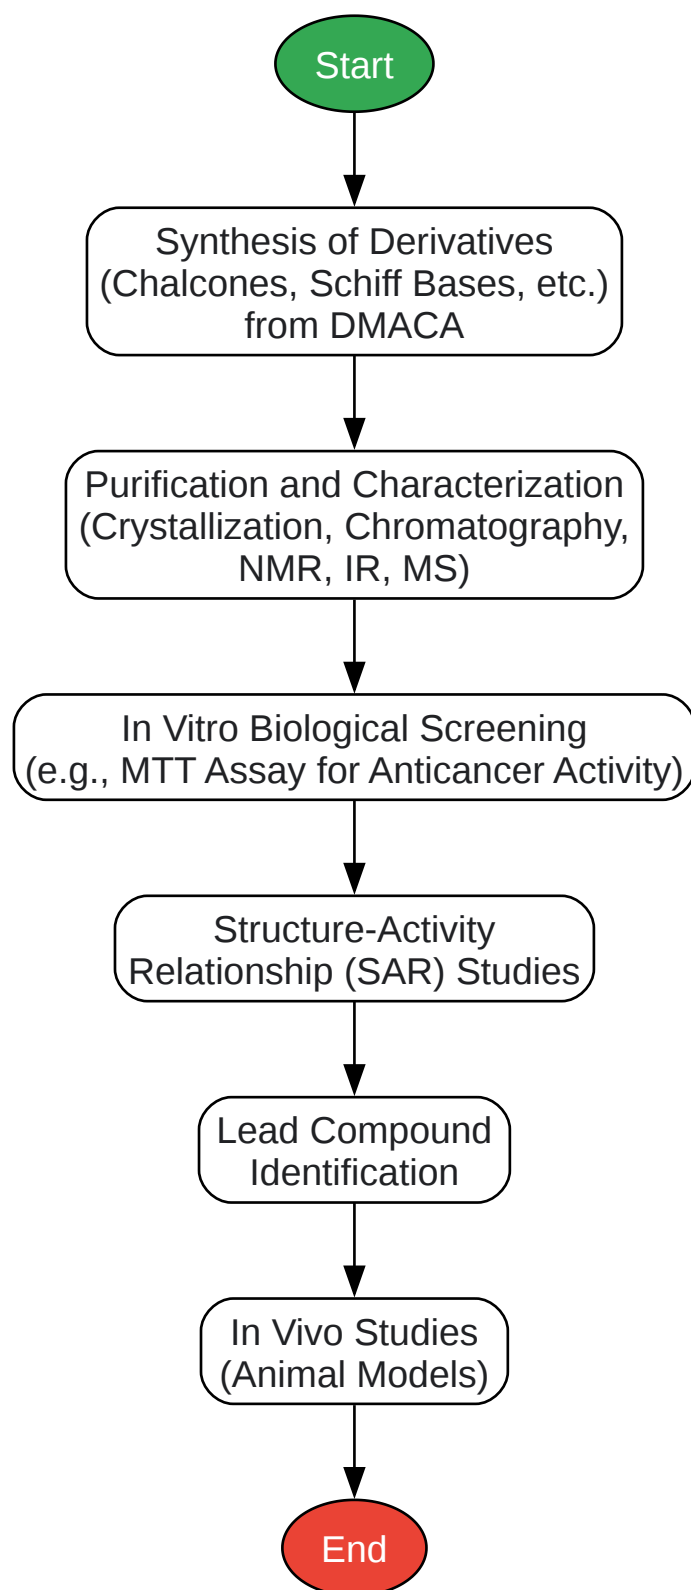 Start
Synthesis of Derivatives
(Chalcones, Schiff Bases, etc.)
from DMACA
Purification and Characterization
(Crystallization, Chromatography,
NMR, IR, MS)
In Vitro Biological Screening
(e.g., MTT Assay for Anticancer Activity)
Structure-Activity
Relationship (SAR) Studies
Lead Compound
Identification
In Vivo Studies
(Animal Models)
End